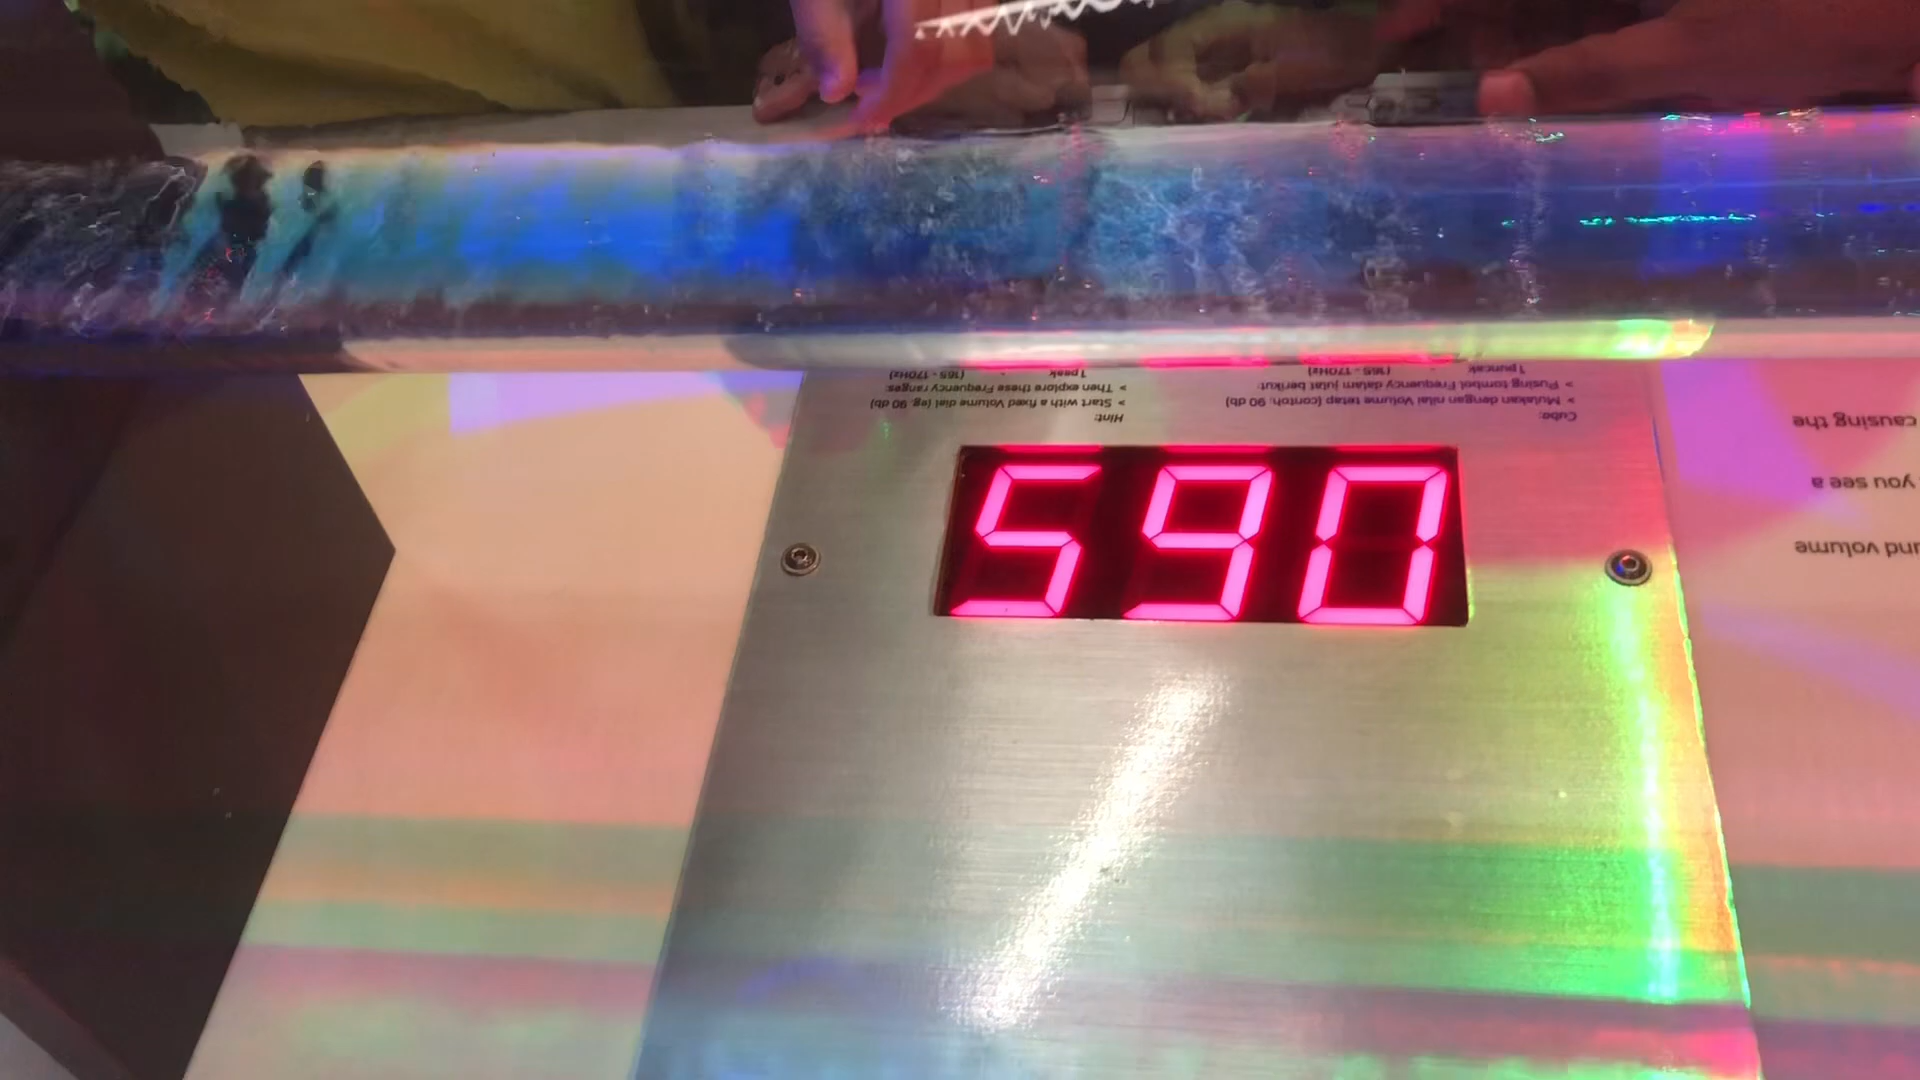 590
Cuba:
> Mulakan dengan nilai Volume tetap (contoh: 90 db)
> Pusing tombol Frequency dalam julat berikut:
1 puncak - (165 - 170Hz)
Hint:
> Start with a fixed Volume dial (eg. 90 db)
> Then explore these Frequency ranges:
1 peak - (165 - 170Hz)
und volume
you see a
causing the